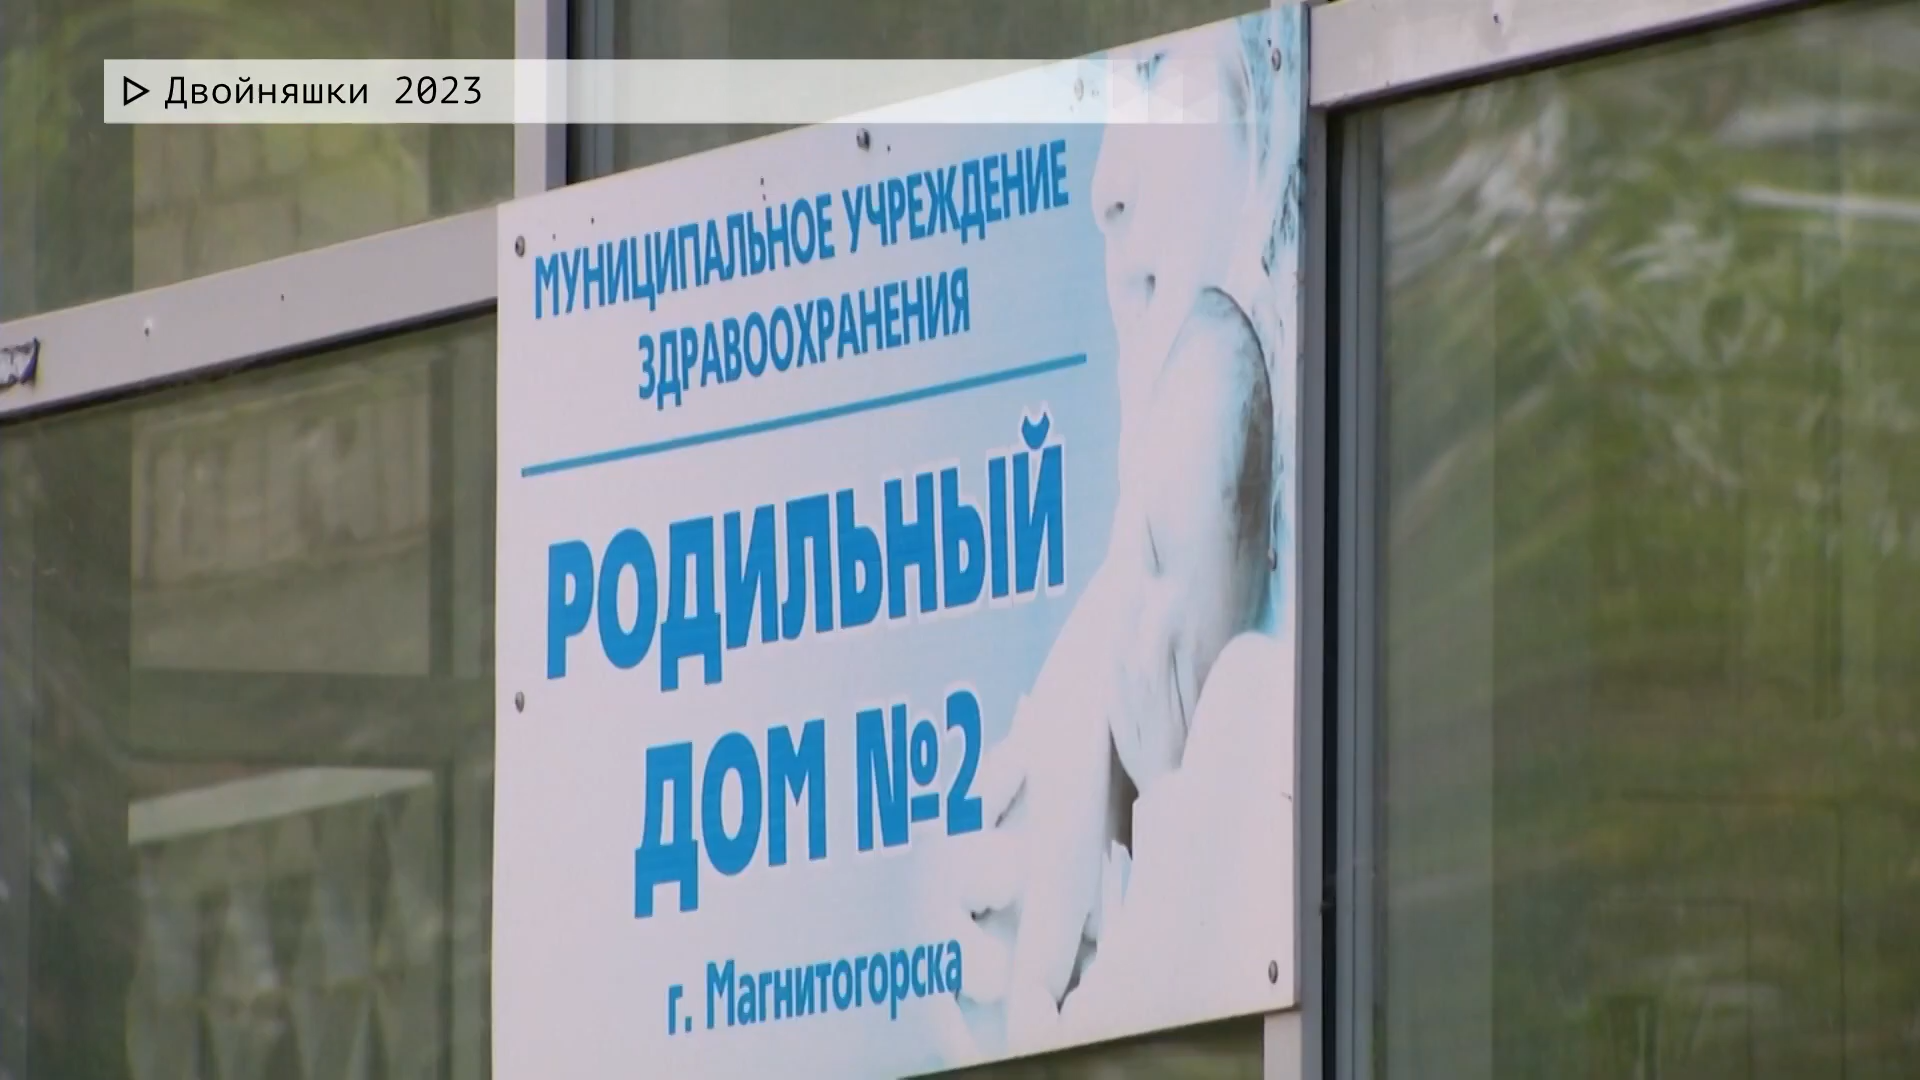 Двойняшки 2023
МУНИЦИПАЛЬНОЕ УЧРЕЖДЕНИЕ
ЗДРАВООХРАНЕНИЯ
РОДИЛЬНЫЙ
ДОМ №2
г. Магнитогорска